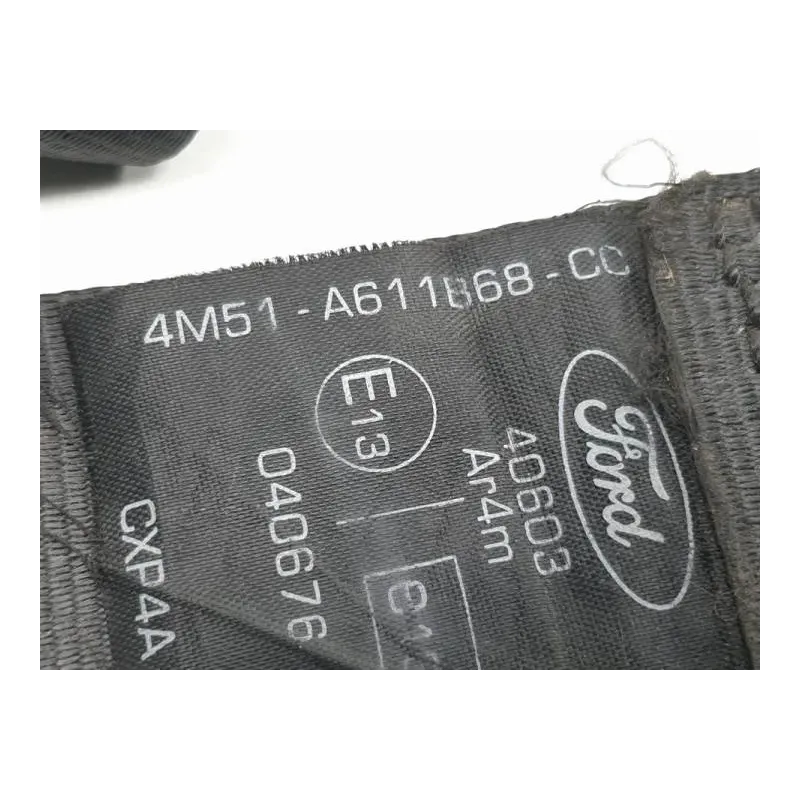 4M51-A611B68-CC
E13
040676
Ford
40603
Ar4m
CXP4A